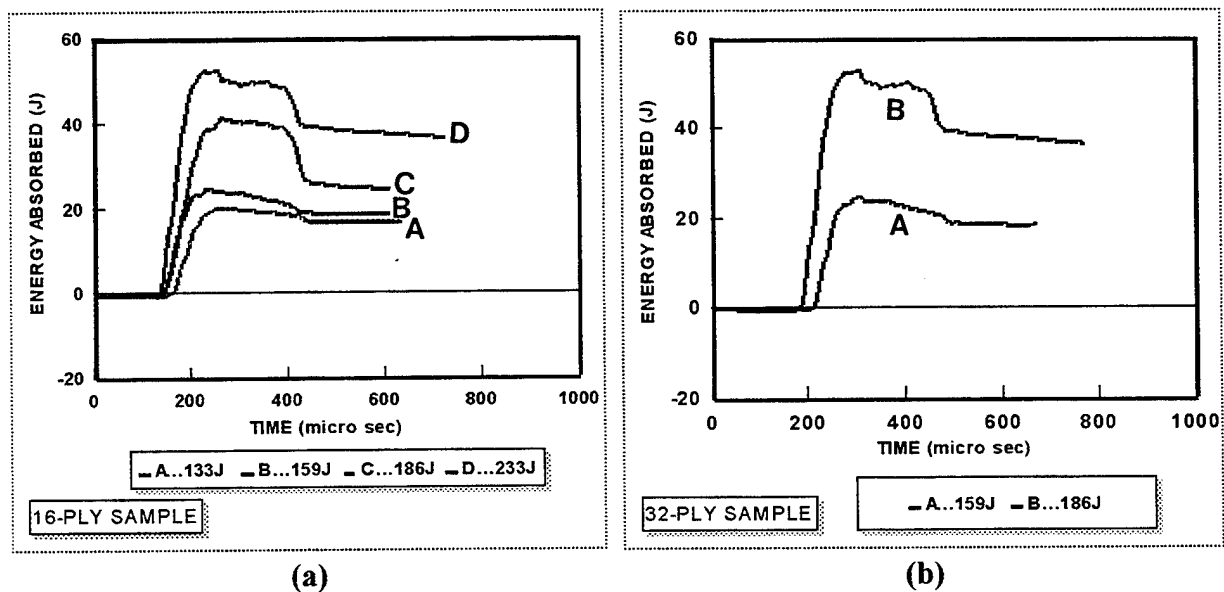 60
40
20
0
-20
ENERGY ABSORBED (J)
D
C
B
A
0 200 400 600 800 1000
TIME (micro sec)
A...133J B...159J C...186J D...233J
16-PLY SAMPLE
(a)
60
40
20
0
-20
ENERGY ABSORBED (J)
B
A
0 200 400 600 800 1000
TIME (micro sec)
A...159J B...186J
32-PLY SAMPLE
(b)